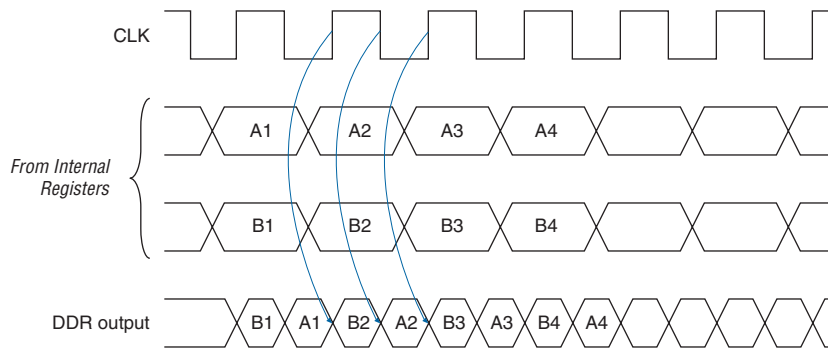 CLK
A1 A2 A3 A4
From Internal
Registers
B1 B2 B3 B4
DDR output B1 A1 B2 A2 B3 A3 B4 A4